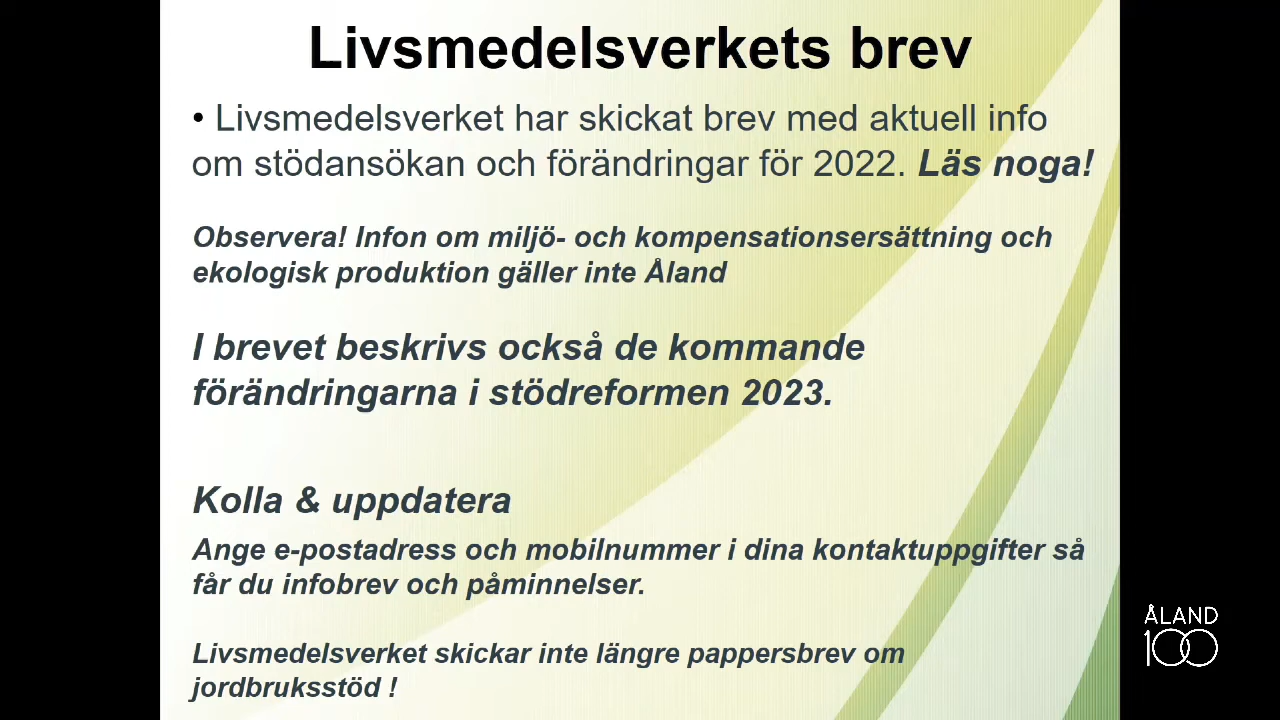 Livsmedelsverkets brev
• Livsmedelsverket har skickat brev med aktuell info
om stödansökan och förändringar för 2022. Läs noga!
Observera! Infon om miljö- och kompensationsersättning och
ekologisk produktion gäller inte Åland
I brevet beskrivs också de kommande
förändringarna i stödreformen 2023.
Kolla & uppdatera
Ange e-postadress och mobilnummer i dina kontaktuppgifter så
får du infobrev och påminnelser.
Livsmedelsverket skickar inte längre pappersbrev om
jordbruksstöd !
ÅLAND
100